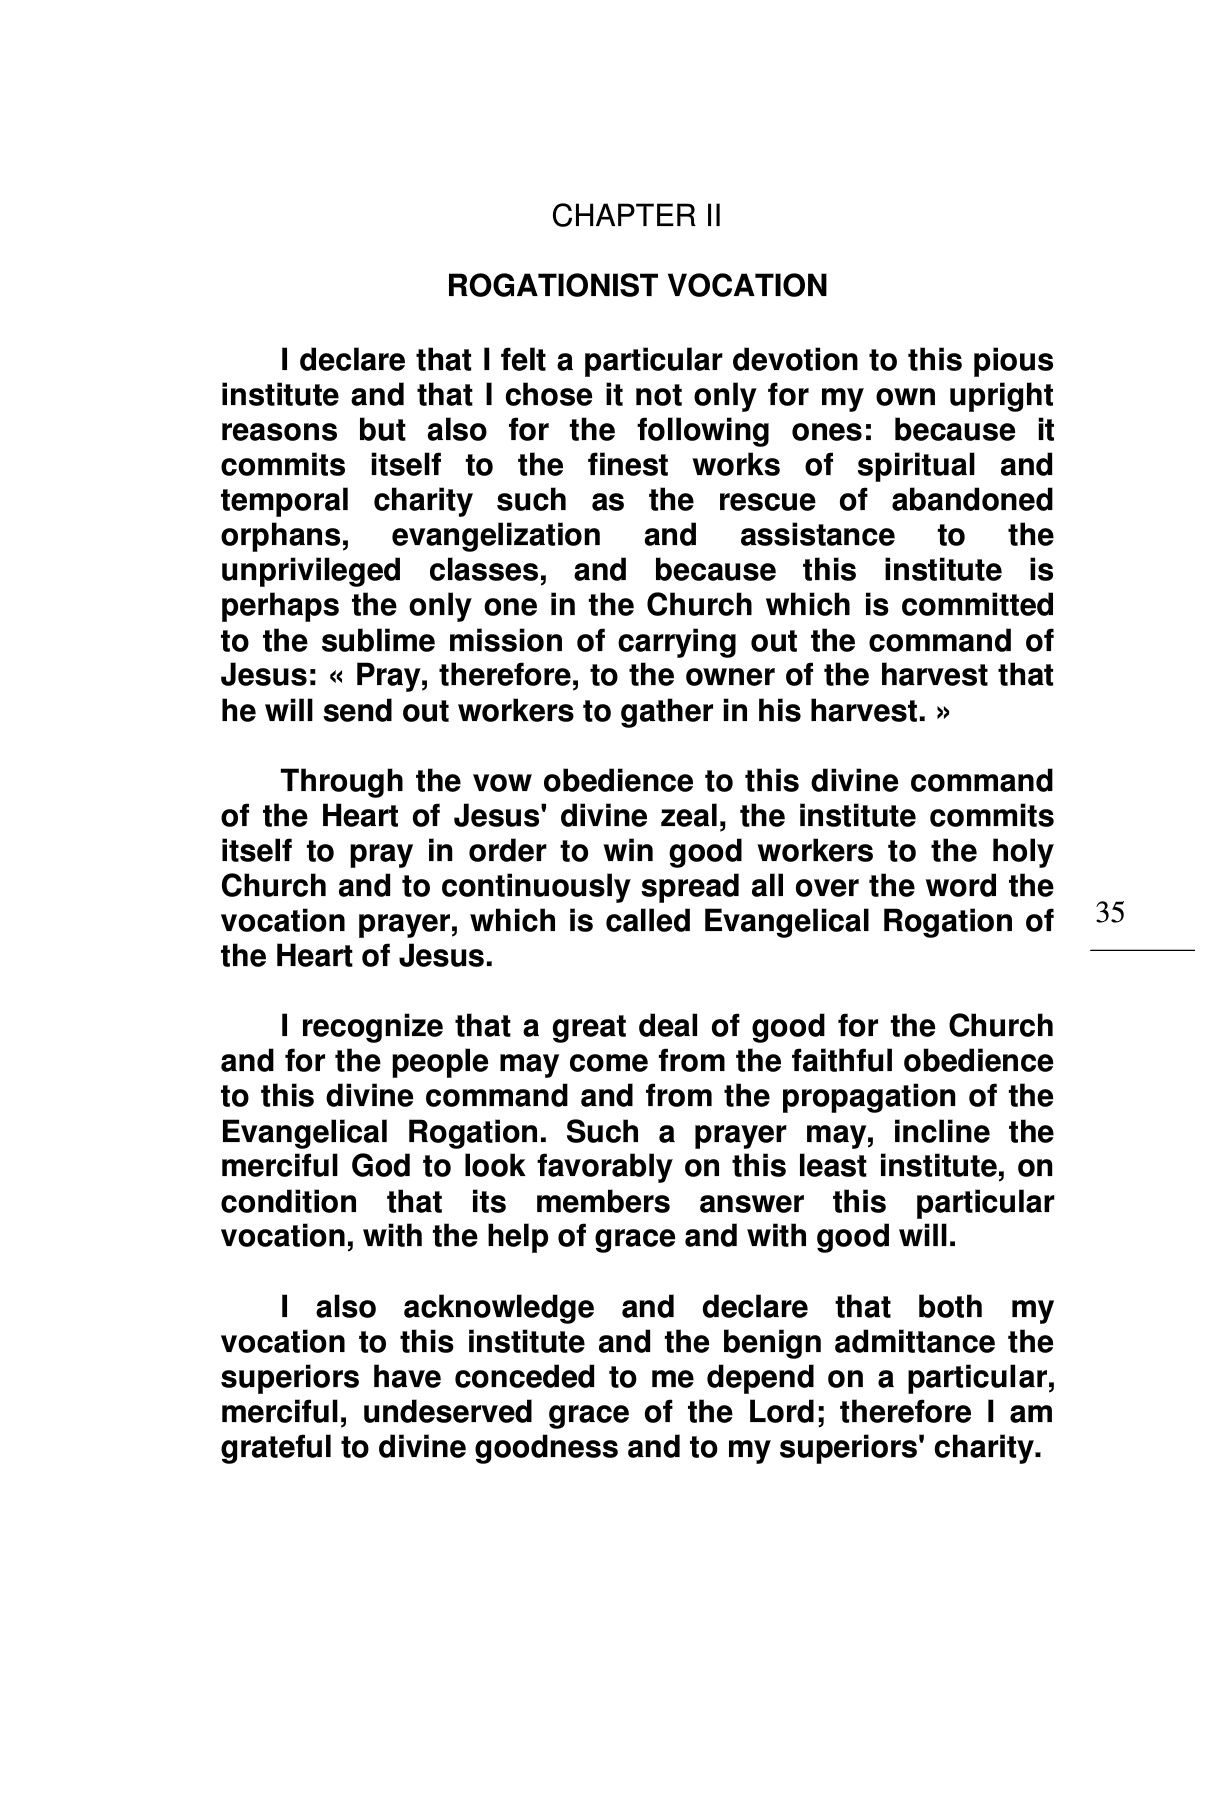 CHAPTER II
ROGATIONIST VOCATION
I declare that I felt a particular devotion to this pious
institute and that I chose it not only for my own upright
reasons but also for the following ones: because it
commits itself to the finest works of spiritual and
temporal charity such as the rescue of abandoned
orphans, evangelization and assistance to the
unprivileged classes, and because this institute is
perhaps the only one in the Church which is committed
to the sublime mission of carrying out the command of
Jesus: « Pray, therefore, to the owner of the harvest that
he will send out workers to gather in his harvest. »
Through the vow obedience to this divine command
of the Heart of Jesus' divine zeal, the institute commits
itself to pray in order to win good workers to the holy
Church and to continuously spread all over the word the
vocation prayer, which is called Evangelical Rogation of
the Heart of Jesus.
35
I recognize that a great deal of good for the Church
and for the people may come from the faithful obedience
to this divine command and from the propagation of the
Evangelical Rogation. Such a prayer may, incline the
merciful God to look favorably on this least institute, on
condition that its members answer this particular
vocation, with the help of grace and with good will.
I also acknowledge and declare that both my
vocation to this institute and the benign admittance the
superiors have conceded to me depend on a particular,
merciful, undeserved grace of the Lord; therefore I am
grateful to divine goodness and to my superiors' charity.